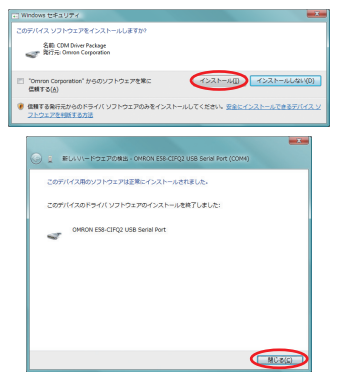 Windows セキュリティ
このデバイス ソフトウェアをインストールしますか?
名前: CDM Driver Package
発行元: Omron Corporation
"Omron Corporation" からのソフトウェアを常に
信頼する(A)
インストール(I)
インストールしない(N)
信頼する発行元からのドライバ ソフトウェアのみをインストールしてください。安全にインストールできるデバイス ソ
フトウェアを判断する方法
新しいハードウェアの検出 - OMRON E58-CIFQ2 USB Serial Port (COM4)
このデバイス用のソフトウェアは正常にインストールされました。
このデバイスのドライバ ソフトウェアのインストールを終了しました:
OMRON E58-CIFQ2 USB Serial Port
閉じる(C)